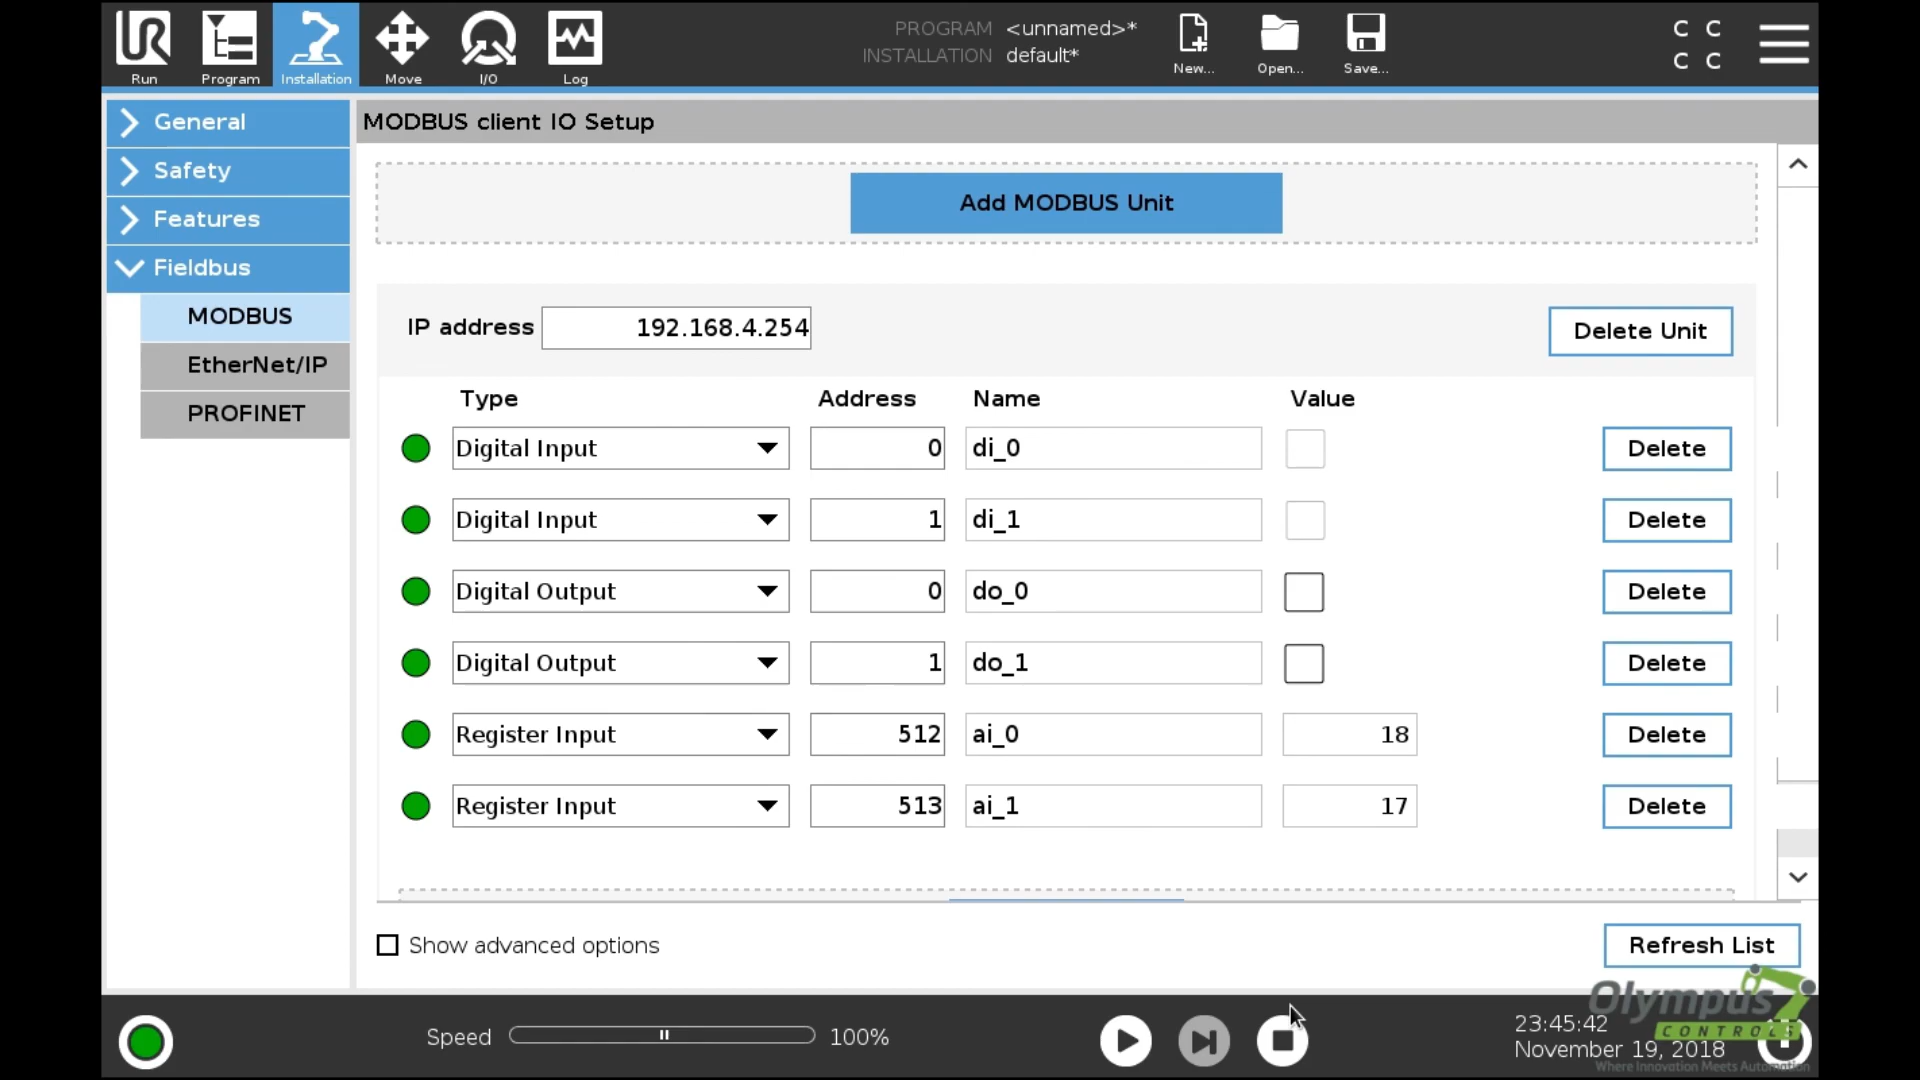 Run
Program
Installation
Move
I/O
Log
PROGRAM <unnamed>*
INSTALLATION default*
New...
Open...
Save...
C C
C C
General
Safety
Features
Fieldbus
MODBUS
EtherNet/IP
PROFINET
MODBUS client IO Setup
Add MODBUS Unit
IP address 192.168.4.254
Delete Unit
Type Address Name Value
Digital Input 0 di_0 Delete
Digital Input 1 di_1 Delete
Digital Output 0 do_0 Delete
Digital Output 1 do_1 Delete
Register Input 512 ai_0 18 Delete
Register Input 513 ai_1 17 Delete
Show advanced options
Refresh List
Speed 100%
23:45:42
November 19, 2018
Olympus
CONTROLS
Where Innovation Meets Automation